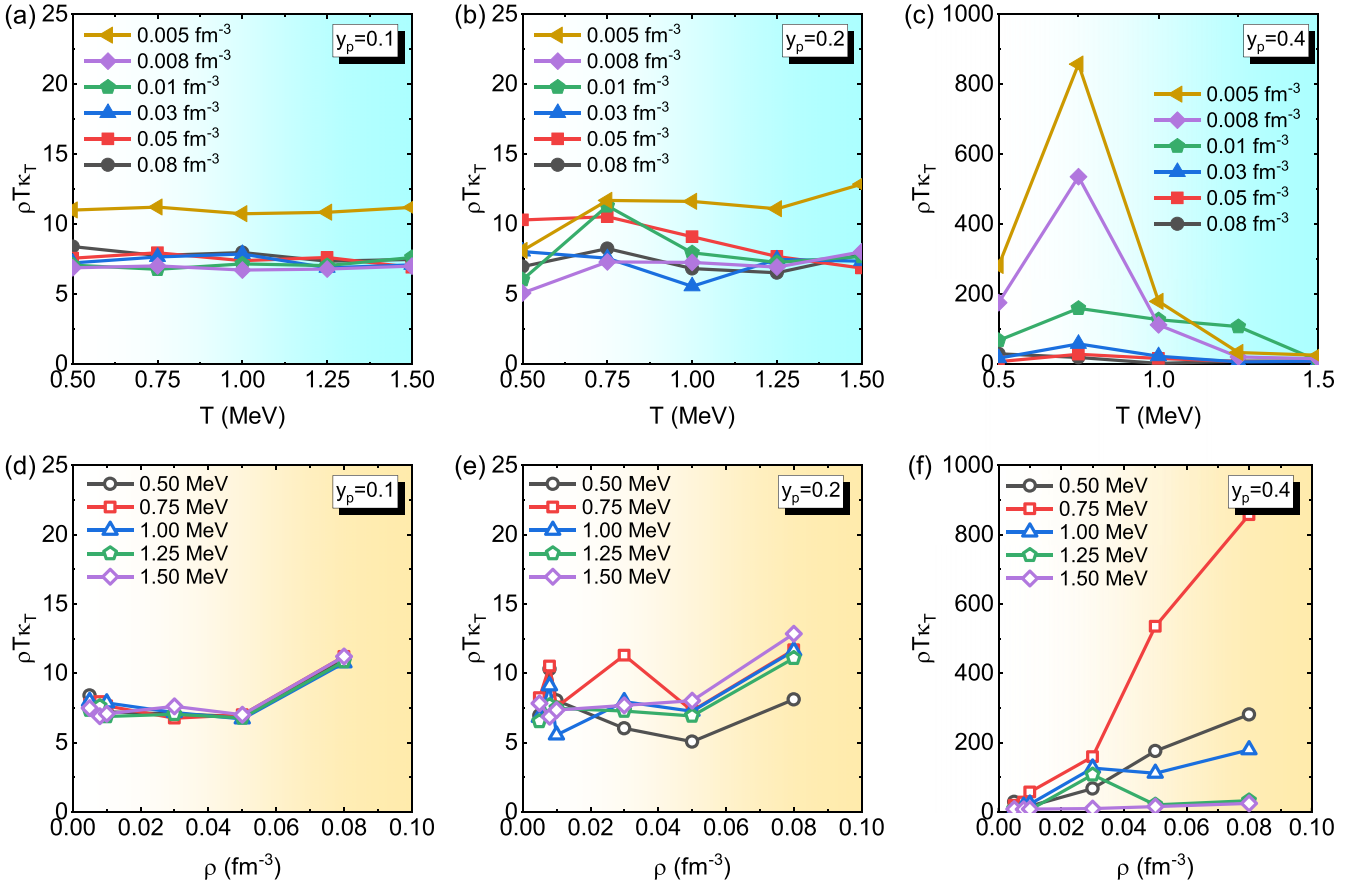 (a)
25
20
15
10
5
0
ρTκ_T
0.005 fm⁻³
0.008 fm⁻³
0.01 fm⁻³
0.03 fm⁻³
0.05 fm⁻³
0.08 fm⁻³
y_p=0.1
0.50 0.75 1.00 1.25 1.50
T (MeV)
(b)
25
20
15
10
5
0
ρTκ_T
0.005 fm⁻³
0.008 fm⁻³
0.01 fm⁻³
0.03 fm⁻³
0.05 fm⁻³
0.08 fm⁻³
y_p=0.2
0.50 0.75 1.00 1.25 1.50
T (MeV)
(c)
1000
800
600
400
200
0
ρTκ_T
y_p=0.4
0.005 fm⁻³
0.008 fm⁻³
0.01 fm⁻³
0.03 fm⁻³
0.05 fm⁻³
0.08 fm⁻³
0.5 1.0 1.5
T (MeV)
(d)
25
20
15
10
5
0
ρTκ_T
0.50 MeV
0.75 MeV
1.00 MeV
1.25 MeV
1.50 MeV
y_p=0.1
0.00 0.02 0.04 0.06 0.08 0.10
ρ (fm⁻³)
(e)
25
20
15
10
5
0
ρTκ_T
0.50 MeV
0.75 MeV
1.00 MeV
1.25 MeV
1.50 MeV
y_p=0.2
0.00 0.02 0.04 0.06 0.08 0.10
ρ (fm⁻³)
(f)
1000
800
600
400
200
0
ρTκ_T
0.50 MeV
0.75 MeV
1.00 MeV
1.25 MeV
1.50 MeV
y_p=0.4
0.00 0.02 0.04 0.06 0.08 0.10
ρ (fm⁻³)